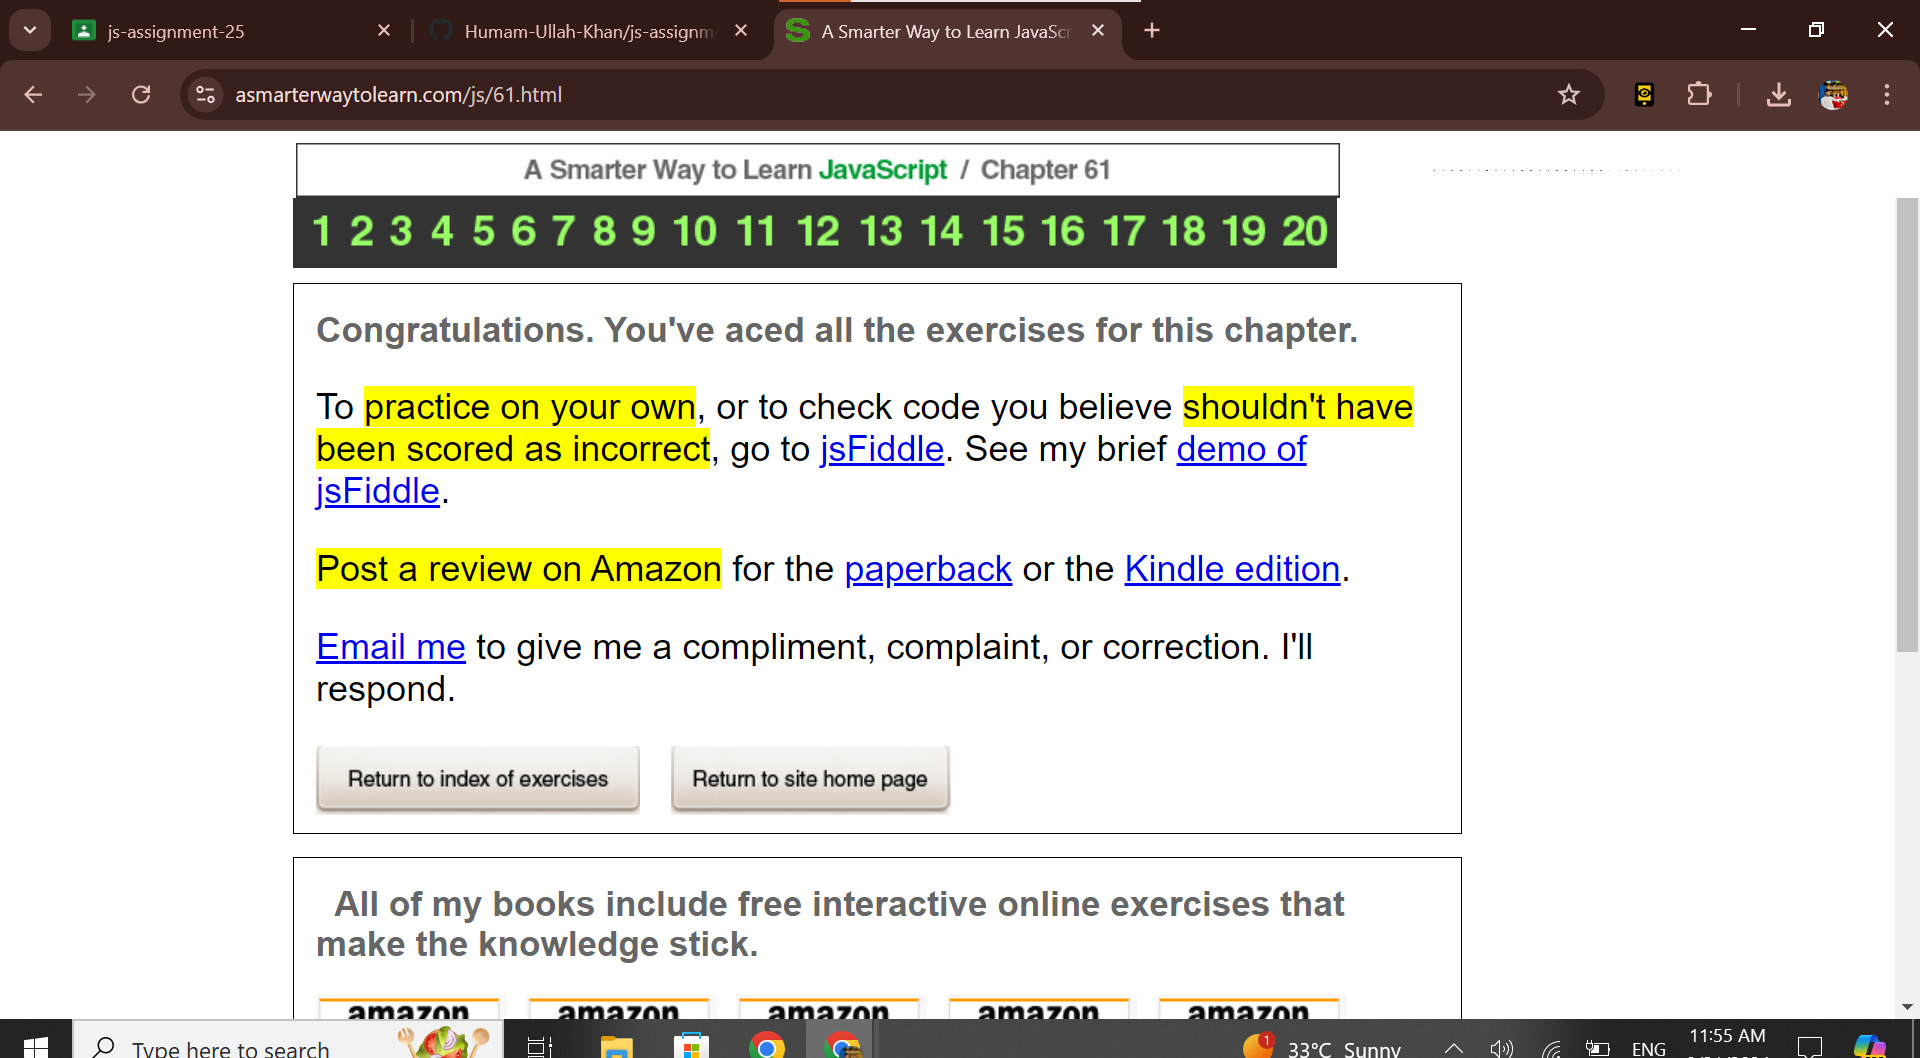 js-assignment-25
Humam-Ullah-Khan/js-assignm
A Smarter Way to Learn JavaScr
asmarterwaytolearn.com/js/61.html
A Smarter Way to Learn JavaScript / Chapter 61
1 2 3 4 5 6 7 8 9 10 11 12 13 14 15 16 17 18 19 20
Congratulations. You've aced all the exercises for this chapter.
To practice on your own, or to check code you believe shouldn't have
been scored as incorrect, go to jsFiddle. See my brief demo of
jsFiddle.
Post a review on Amazon for the paperback or the Kindle edition.
Email me to give me a compliment, complaint, or correction. I'll
respond.
Return to index of exercises
Return to site home page
All of my books include free interactive online exercises that
make the knowledge stick.
amazon amazon amazon amazon amazon
Type here to search
1
33°C Sunny
ENG
11:55 AM